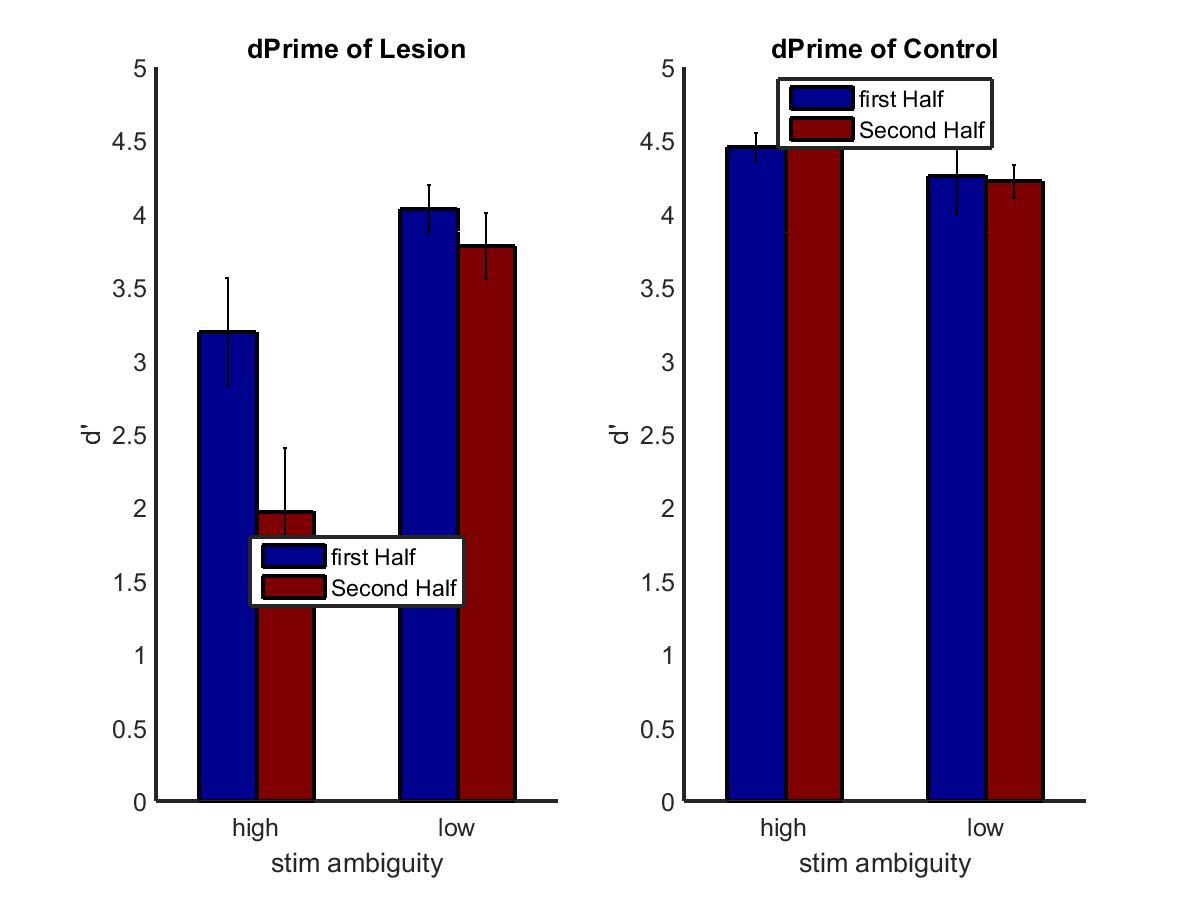 dPrime of Lesion
5
4.5
4
3.5
3
2.5
2
1.5
1
0.5
0
d'
first Half
Second Half
high low
stim ambiguity
dPrime of Control
5
4.5
4
3.5
3
2.5
2
1.5
1
0.5
0
d'
first Half
Second Half
high low
stim ambiguity